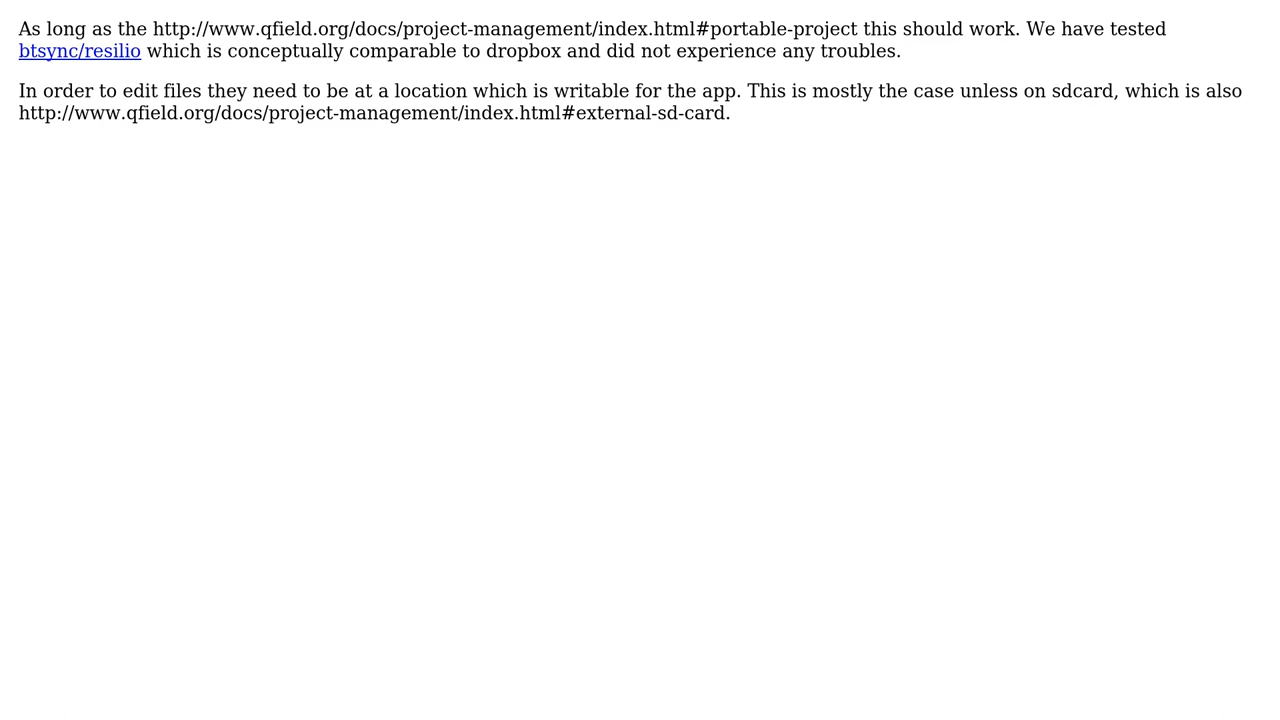 As long as the http://www.qfield.org/docs/project-management/index.html#portable-project this should work. We have tested
btsync/resilio which is conceptually comparable to dropbox and did not experience any troubles.
In order to edit files they need to be at a location which is writable for the app. This is mostly the case unless on sdcard, which is also
http://www.qfield.org/docs/project-management/index.html#external-sd-card.